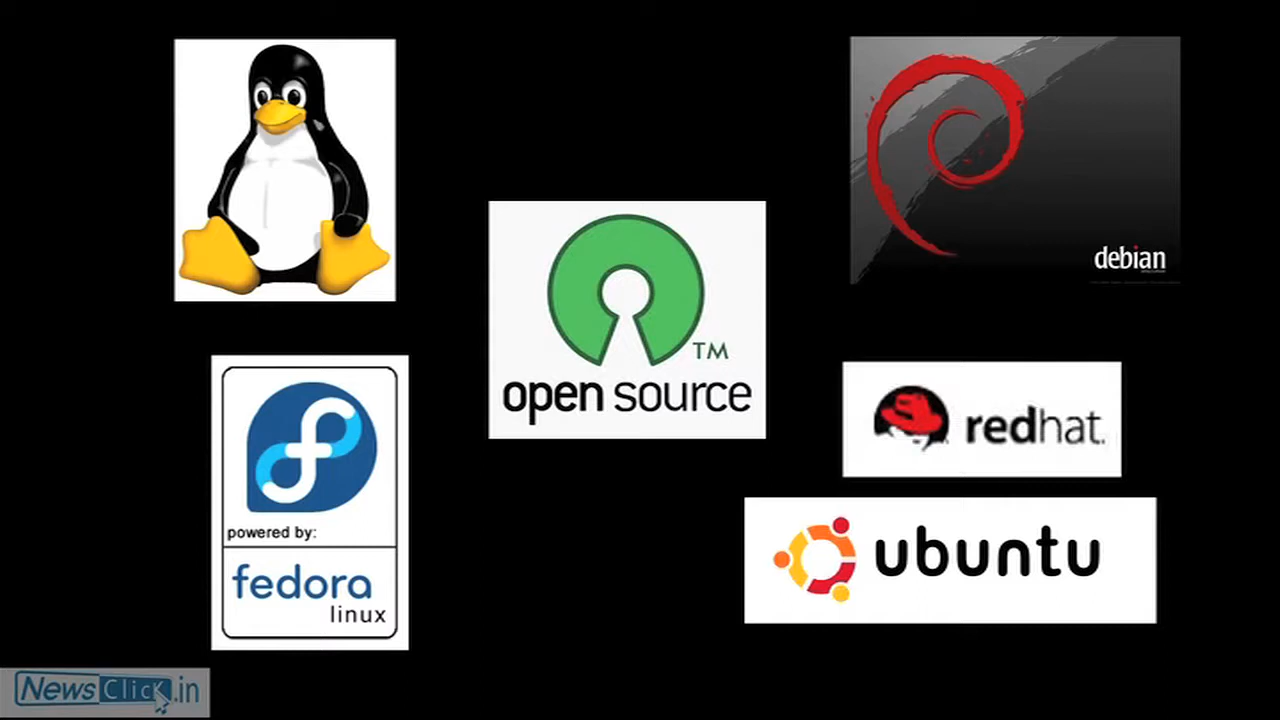 debian
open source
TM
redhat.
powered by:
fedora
linux
ubuntu
NewsClick.in